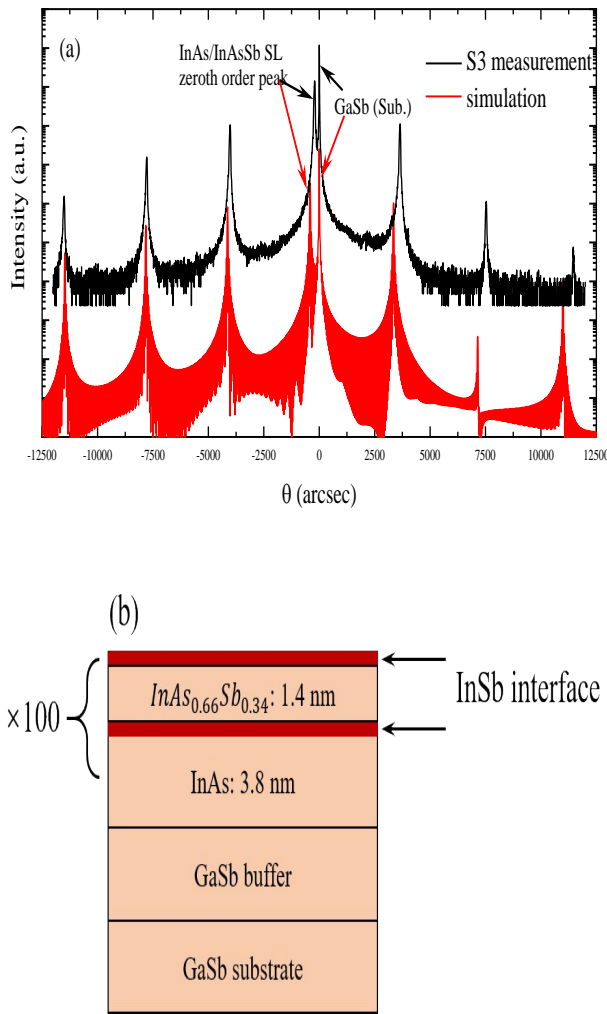 (a)
InAs/InAsSb SL
zeroth order peak
GaSb (Sub.)
S3 measurement
simulation
Intensity (a.u.)
-12500 -10000 -7500 -5000 -2500 0 2500 5000 7500 10000 12500
θ (arcsec)
(b)
×100
InAs0.66Sb0.34: 1.4 nm
InSb interface
InAs: 3.8 nm
GaSb buffer
GaSb substrate